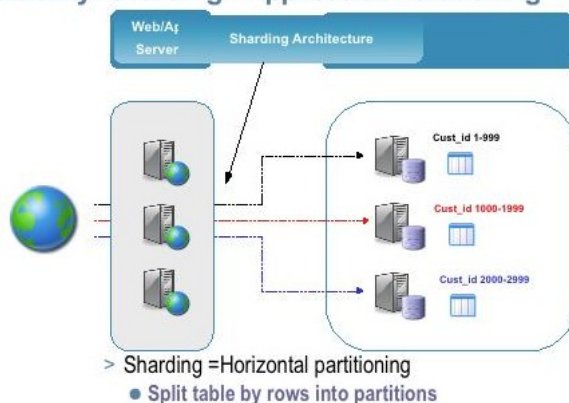 Web/Ap
Server
Sharding Architecture
Cust_id 1-999
Cust_id 1000-1999
Cust_id 2000-2999
> Sharding =Horizontal partitioning
● Split table by rows into partitions